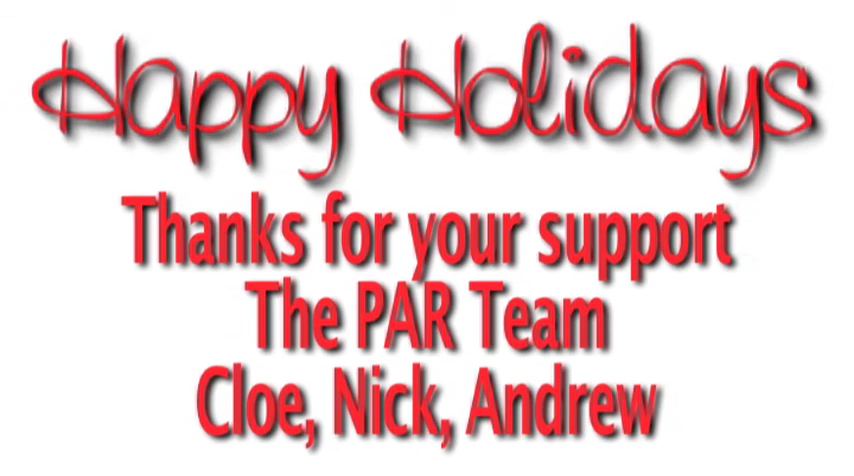 Happy Holidays
Thanks for your support
The PAR Team
Cloe, Nick, Andrew